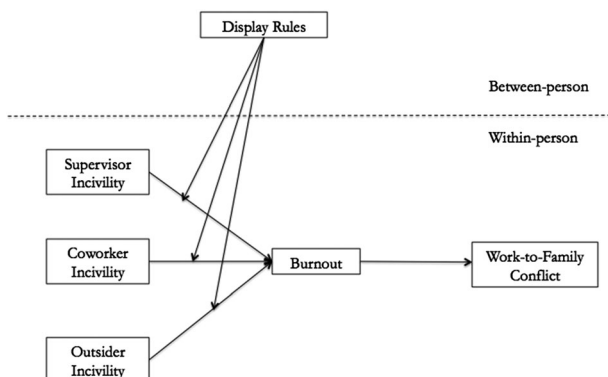 Display Rules
Between-person
Within-person
Supervisor
Incivility
Coworker
Incivility
Burnout
Work-to-Family
Conflict
Outsider
Incivility